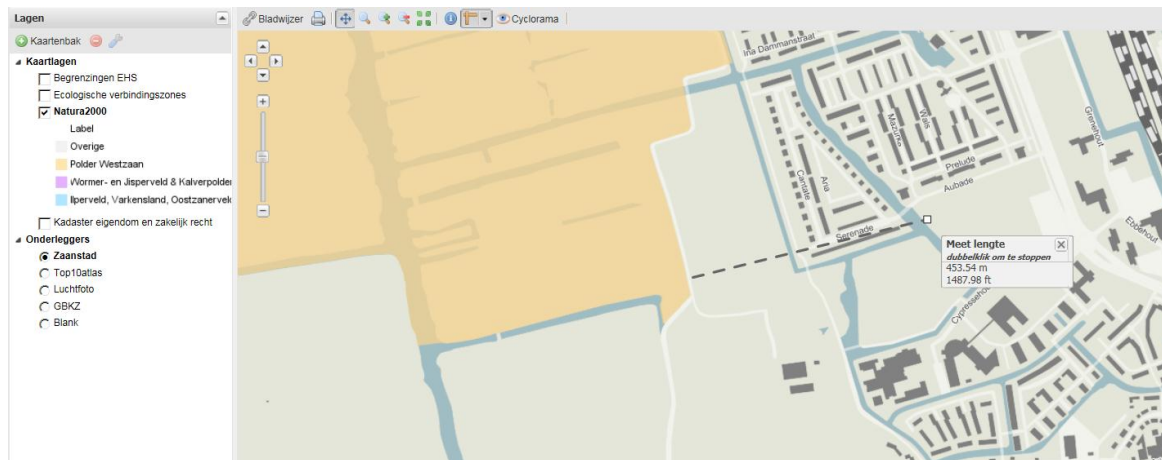 Lagen
Bladwijzer
Cyclorama
Kaartenbak
Kaartlagen
Begrenzingen EHS
Ecologische verbindingszones
Natura2000
Label
Overige
Polder Westzaan
Wormer- en Jisperveld & Kalverpolder
Ilperveld, Varkensland, Oostzanerveld
Kadaster eigendom en zakelijk recht
Onderleggers
Zaanstad
Top10atlas
Luchtfoto
GBKZ
Blank
Ina Dammanstraat
Mazurka
Wals
Grenehout
Prelude
Aubade
Cantate
Aria
Serenade
Ebbehout
Meet lengte
dubbelklik om te stoppen
453.54 m
1487.98 ft
Cypressehou